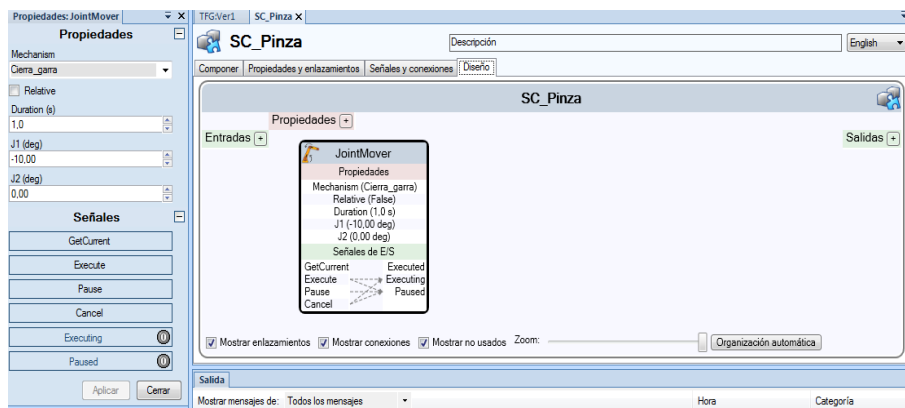 Propiedades: JointMover
Propiedades
Mechanism
Cierra_garra
Relative
Duration (s)
1,0
J1 (deg)
-10,00
J2 (deg)
0,00
Señales
GetCurrent
Execute
Pause
Cancel
Executing
Paused
Aplicar Cerrar
TFG:Ver1 SC_Pinza X
SC_Pinza
Descripción
English
Componer Propiedades y enlazamientos Señales y conexiones Diseño
SC_Pinza
Propiedades +
Entradas + Salidas +
JointMover
Propiedades
Mechanism (Cierra_garra)
Relative (False)
Duration (1,0 s)
J1 (-10,00 deg)
J2 (0,00 deg)
Señales de E/S
GetCurrent Executed
Execute Executing
Pause Paused
Cancel
Mostrar enlazamientos Mostrar conexiones Mostrar no usados Zoom: Organización automática
Salida
Mostrar mensajes de: Todos los mensajes Hora Categoría